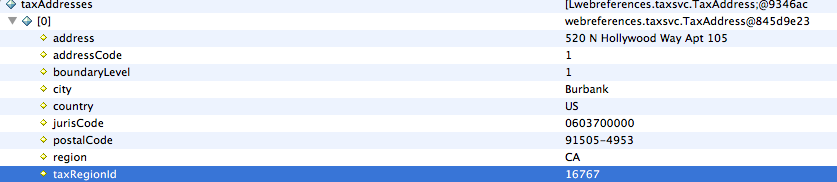 taxAddresses [Lwebreferences.taxsvc.TaxAddress;@9346ac
[0] webreferences.taxsvc.TaxAddress@845d9e23
address 520 N Hollywood Way Apt 105
addressCode 1
boundaryLevel 1
city Burbank
country US
jurisCode 0603700000
postalCode 91505-4953
region CA
taxRegionId 16767